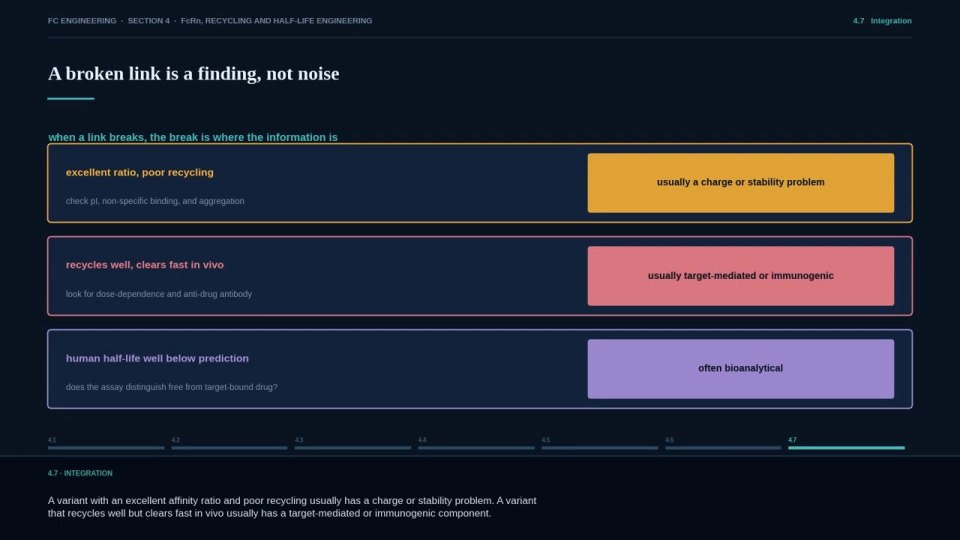 FC ENGINEERING · SECTION 4 · FcRn, RECYCLING AND HALF-LIFE ENGINEERING
4.7 Integration
A broken link is a finding, not noise
when a link breaks, the break is where the information is
excellent ratio, poor recycling
usually a charge or stability problem
check pI, non-specific binding, and aggregation
recycles well, clears fast in vivo
usually target-mediated or immunogenic
look for dose-dependence and anti-drug antibody
human half-life well below prediction
often bioanalytical
does the assay distinguish free from target-bound drug?
4.1 4.2 4.3 4.4 4.5 4.6 4.7
4.7 · INTEGRATION
A variant with an excellent affinity ratio and poor recycling usually has a charge or stability problem. A variant
that recycles well but clears fast in vivo usually has a target-mediated or immunogenic component.